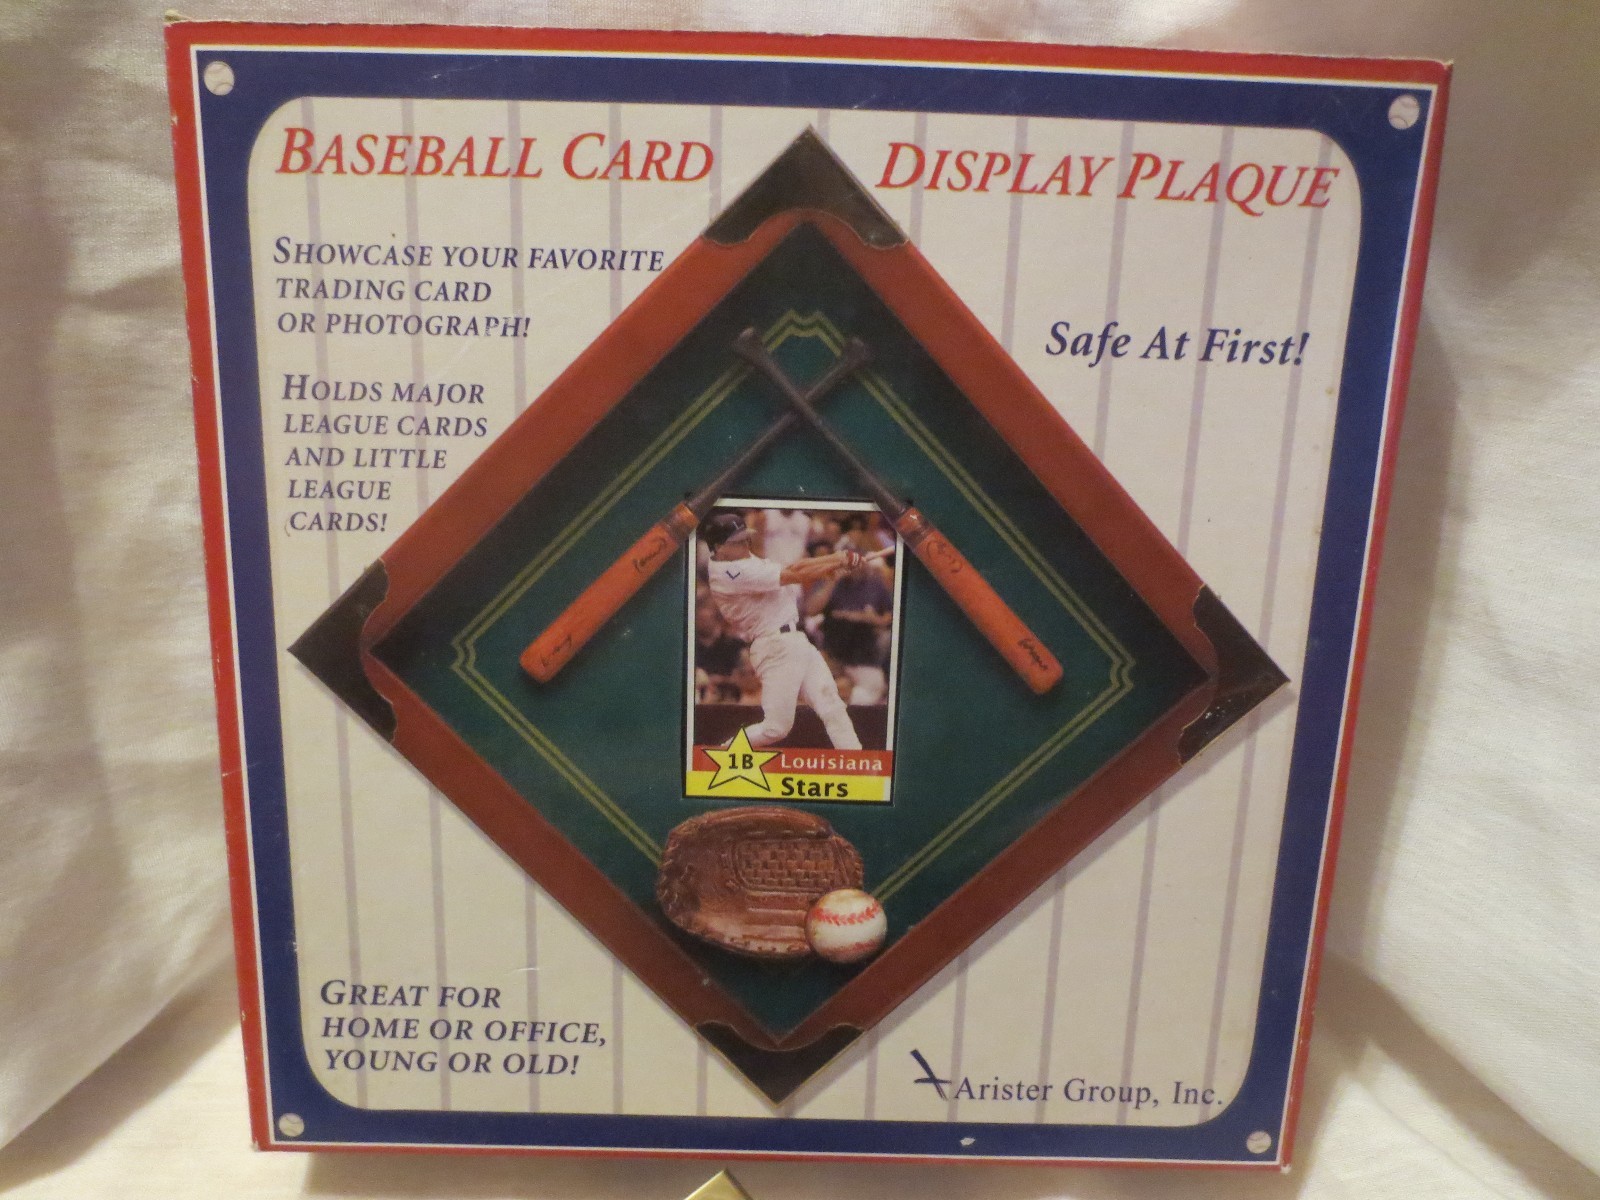 BASEBALL CARD DISPLAY PLAQUE
SHOWCASE YOUR FAVORITE
TRADING CARD
OR PHOTOGRAPH!
HOLDS MAJOR
LEAGUE CARDS
AND LITTLE
LEAGUE
CARDS!
Safe At First!
1B Louisiana
Stars
GREAT FOR
HOME OR OFFICE,
YOUNG OR OLD!
Arister Group, Inc.